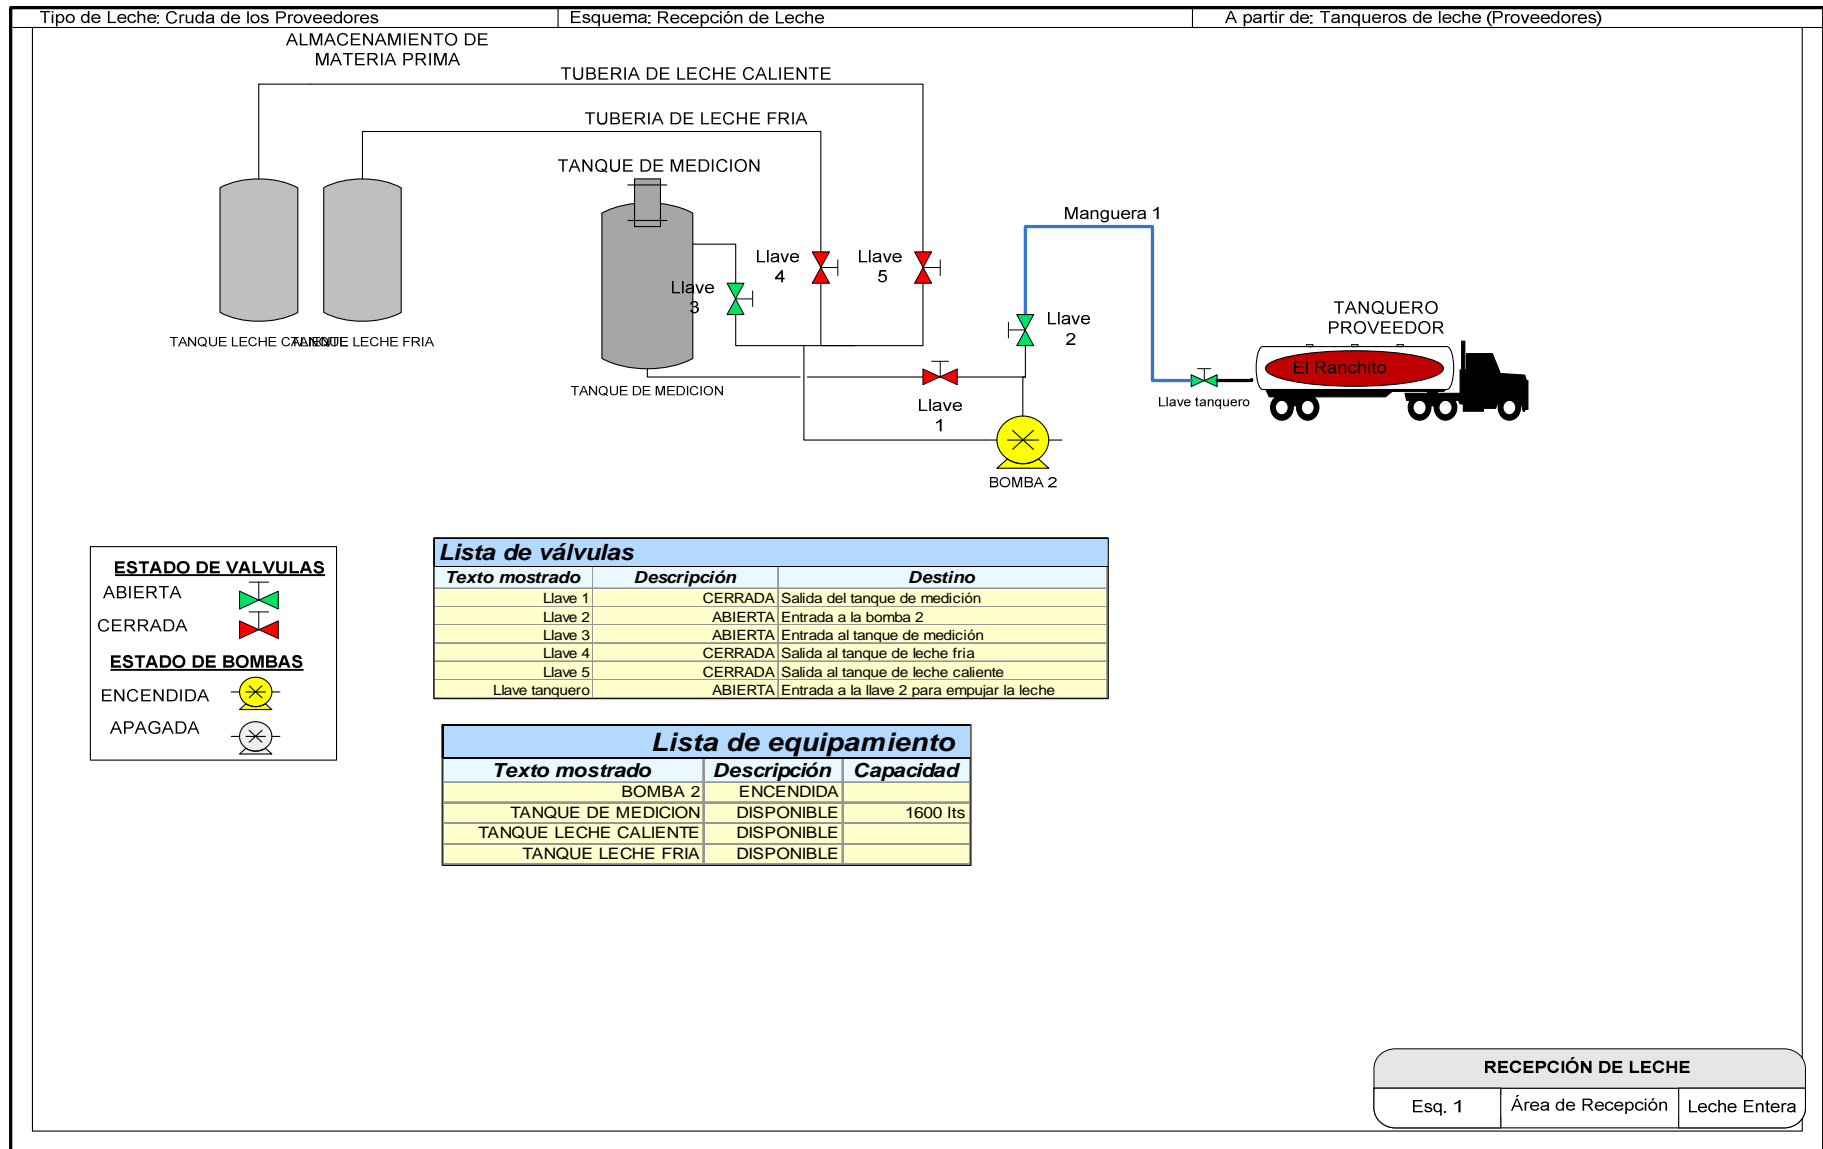 Tipo de Leche: Cruda de los Proveedores
Esquema: Recepción de Leche
A partir de: Tanqueros de leche (Proveedores)
ALMACENAMIENTO DE
MATERIA PRIMA
TUBERIA DE LECHE CALIENTE
TUBERIA DE LECHE FRIA
TANQUE DE MEDICION
Manguera 1
Llave
4
Llave
5
Llave
3
Llave
2
TANQUERO
PROVEEDOR
El Ranchito
TANQUE LECHE CALIENTE
TANQUE LECHE FRIA
TANQUE DE MEDICION
Llave
1
Llave tanquero
BOMBA 2
ESTADO DE VALVULAS
ABIERTA
CERRADA
ESTADO DE BOMBAS
ENCENDIDA
APAGADA
Lista de válvulas
Texto mostrado Descripción Destino
Llave 1 CERRADA Salida del tanque de medición
Llave 2 ABIERTA Entrada a la bomba 2
Llave 3 ABIERTA Entrada al tanque de medición
Llave 4 CERRADA Salida al tanque de leche fria
Llave 5 CERRADA Salida al tanque de leche caliente
Llave tanquero ABIERTA Entrada a la llave 2 para empujar la leche
Lista de equipamiento
Texto mostrado Descripción Capacidad
BOMBA 2 ENCENDIDA
TANQUE DE MEDICION DISPONIBLE 1600 lts
TANQUE LECHE CALIENTE DISPONIBLE
TANQUE LECHE FRIA DISPONIBLE
RECEPCIÓN DE LECHE
Esq. 1 Área de Recepción Leche Entera